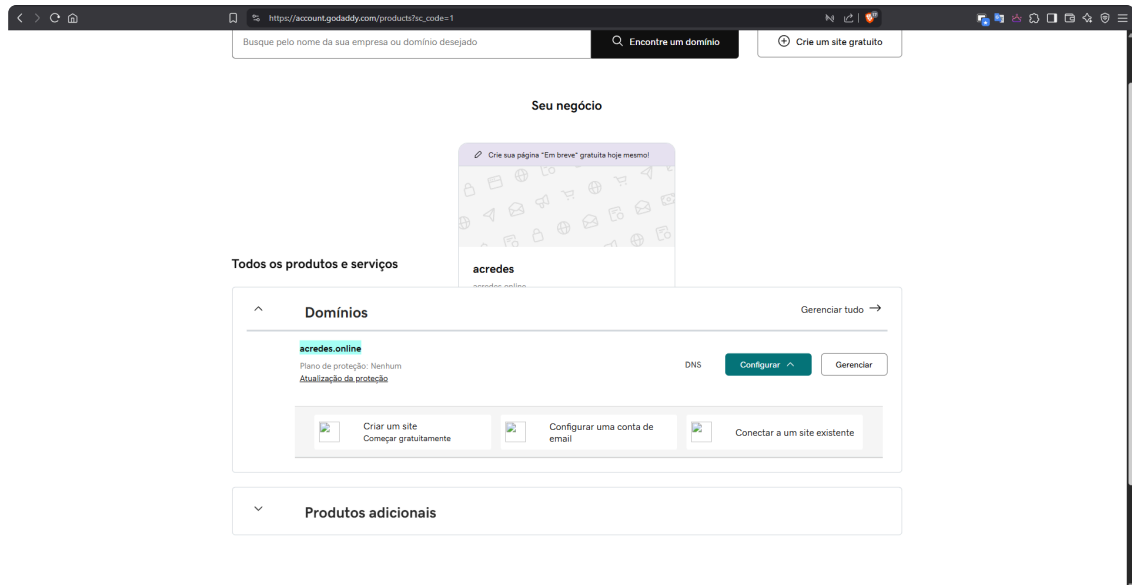 https://account.godaddy.com/products?sc_code=1
Busque pelo nome da sua empresa ou domínio desejado
Encontre um domínio
Crie um site gratuito
Seu negócio
Crie sua página "Em breve" gratuita hoje mesmo!
Todos os produtos e serviços
acredes
acredes.online
Domínios
Gerenciar tudo
acredes.online
Plano de proteção: Nenhum
Atualização da proteção
DNS
Configurar
Gerenciar
Criar um site
Começar gratuitamente
Configurar uma conta de
email
Conectar a um site existente
Produtos adicionais